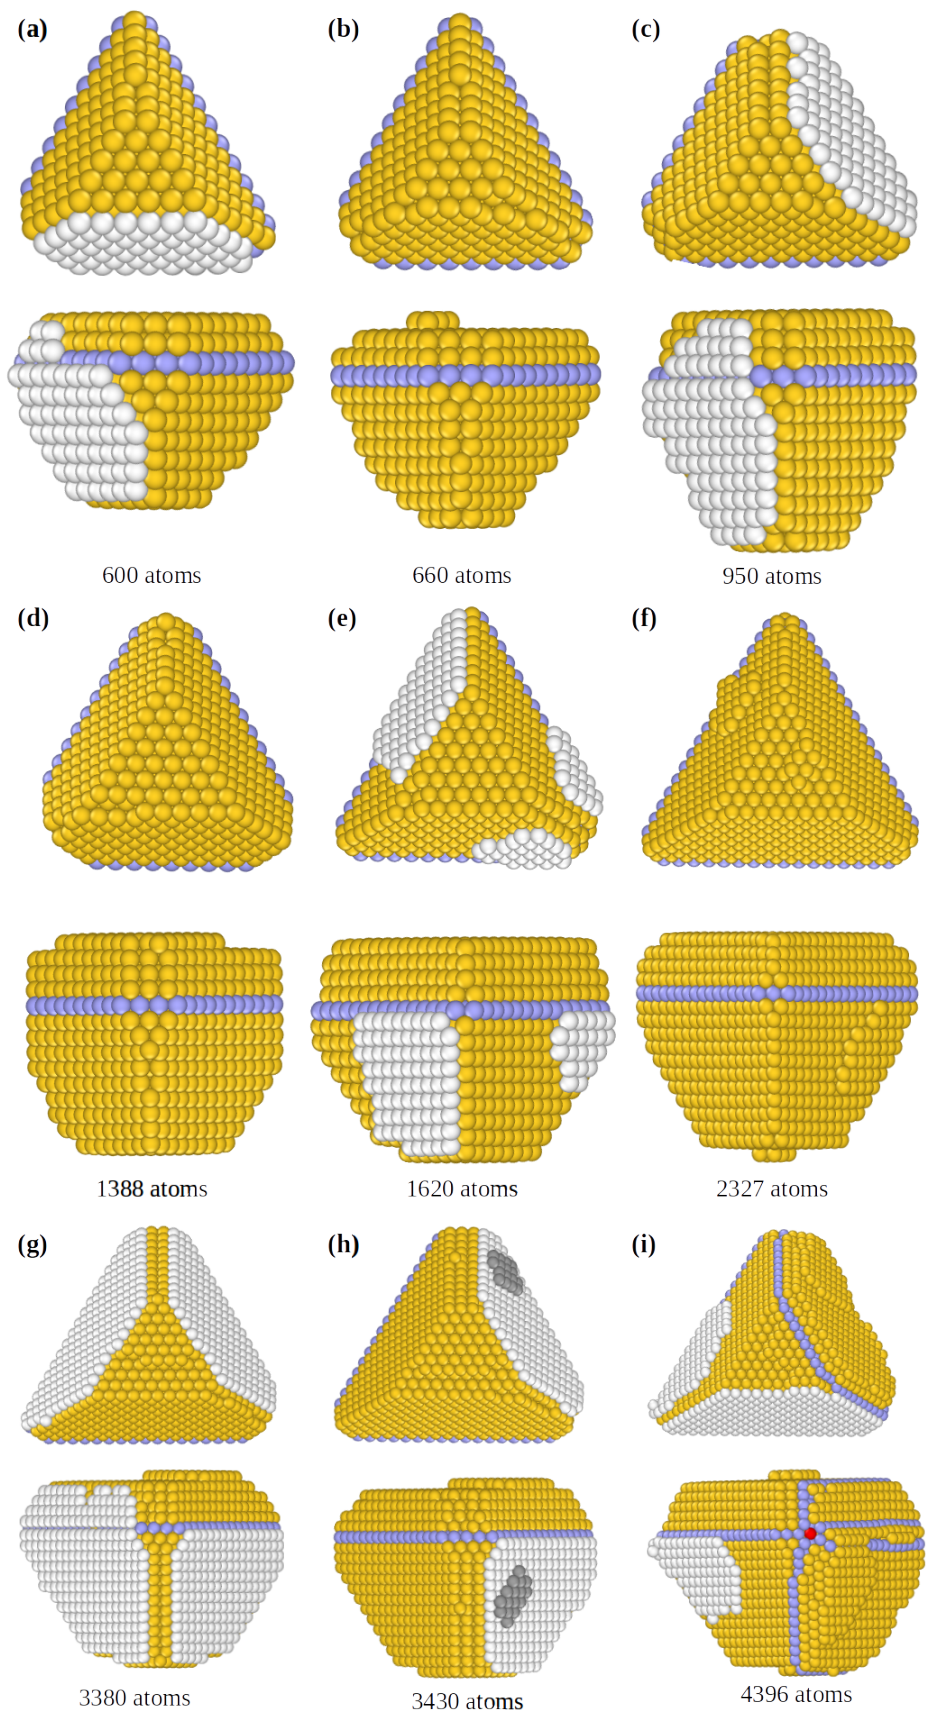 (a)
(b)
(c)
600 atoms
660 atoms
950 atoms
(d)
(e)
(f)
1388 atoms
1620 atoms
2327 atoms
(g)
(h)
(i)
3380 atoms
3430 atoms
4396 atoms